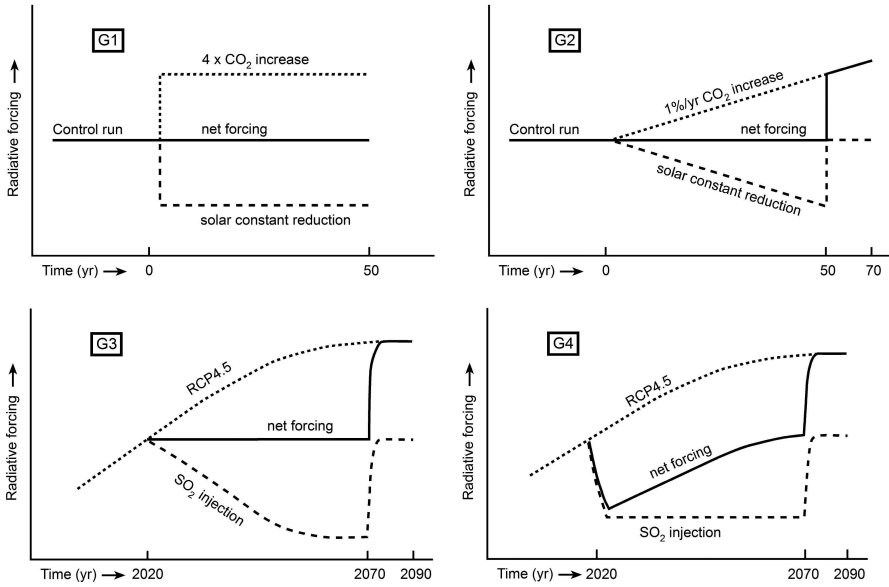 G1
4 x CO₂ increase
Control run
net forcing
solar constant reduction
Radiative forcing
Time (yr)
0
50
G2
1%/yr CO₂ increase
Control run
net forcing
solar constant reduction
Radiative forcing
Time (yr)
0
50
70
G3
RCP4.5
net forcing
SO₂ injection
Radiative forcing
Time (yr)
2020
2070
2090
G4
RCP4.5
net forcing
SO₂ injection
Radiative forcing
Time (yr)
2020
2070
2090